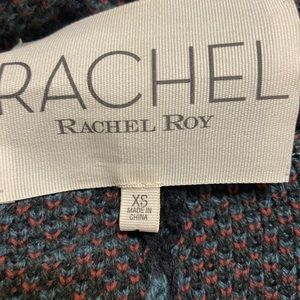 RACHEL
RACHEL ROY
XS
MADE IN
CHINA